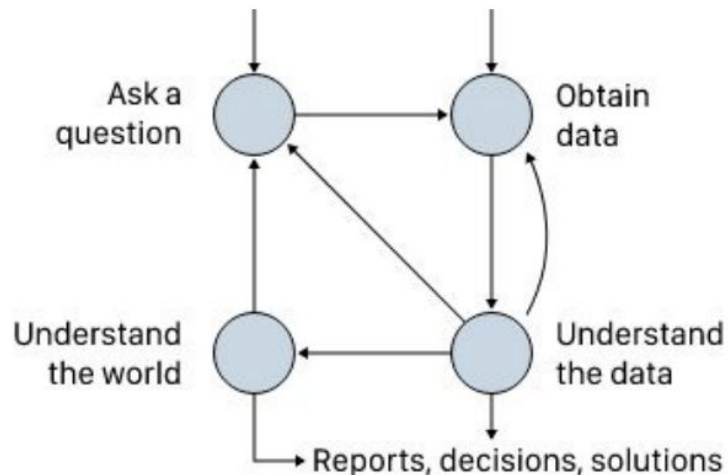 Ask a
question
Obtain
data
Understand
the world
Understand
the data
Reports, decisions, solutions